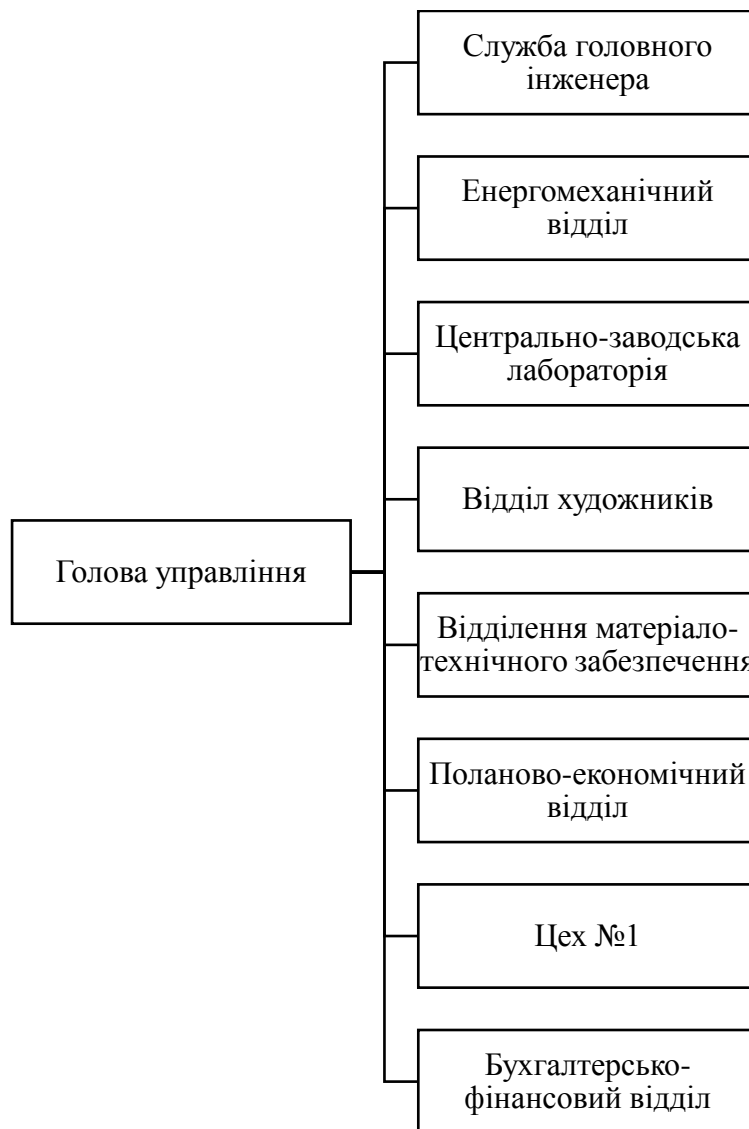 Служба головного
інженера
Енергомеханічний
відділ
Центрально-заводська
лабораторія
Відділ художників
Голова управління
Відділення матеріало-
технічного забезпечення
Поланово-економічний
відділ
Цех №1
Бухгалтерсько-
фінансовий відділ